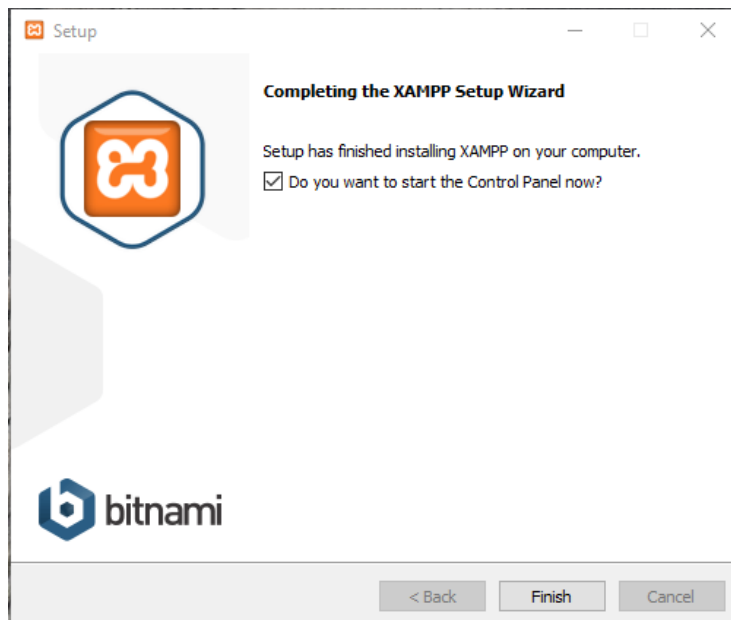 Setup
Completing the XAMPP Setup Wizard
Setup has finished installing XAMPP on your computer.
Do you want to start the Control Panel now?
bitnami
< Back
Finish
Cancel